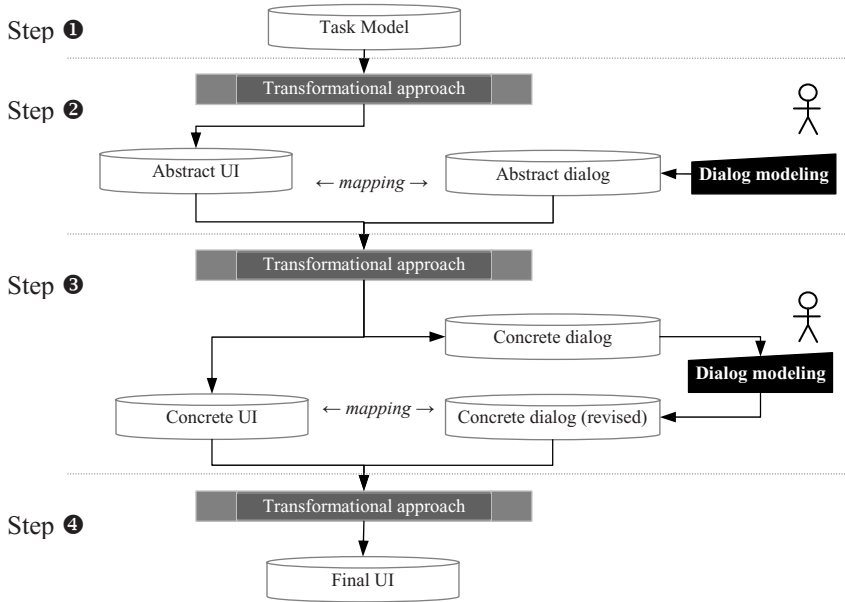 Step ❶
Task Model
Transformational approach
Step ❷
Abstract UI
← mapping →
Abstract dialog
Dialog modeling
Transformational approach
Step ❸
Concrete dialog
Dialog modeling
Concrete UI
← mapping →
Concrete dialog (revised)
Transformational approach
Step ❹
Final UI